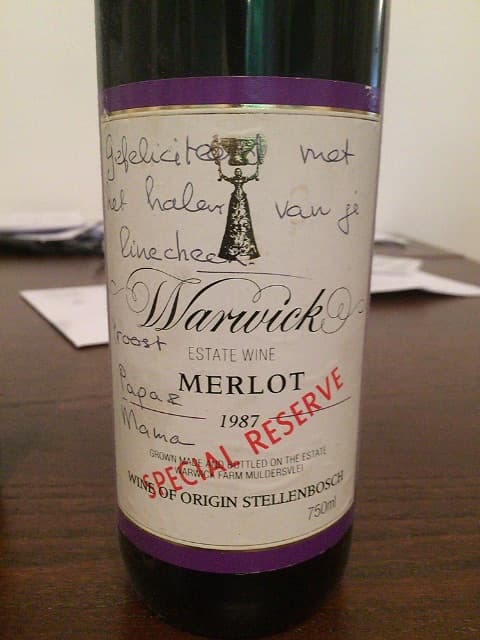 Gefeliciteerd met
het halen van je
linecheck
Warwick
Proost
ESTATE WINE
MERLOT
Papa &
1987
Mama
SPECIAL RESERVE
GROWN MADE AND BOTTLED ON THE ESTATE
WARWICK FARM MULDERSVLEI
WINE OF ORIGIN STELLENBOSCH
750ml